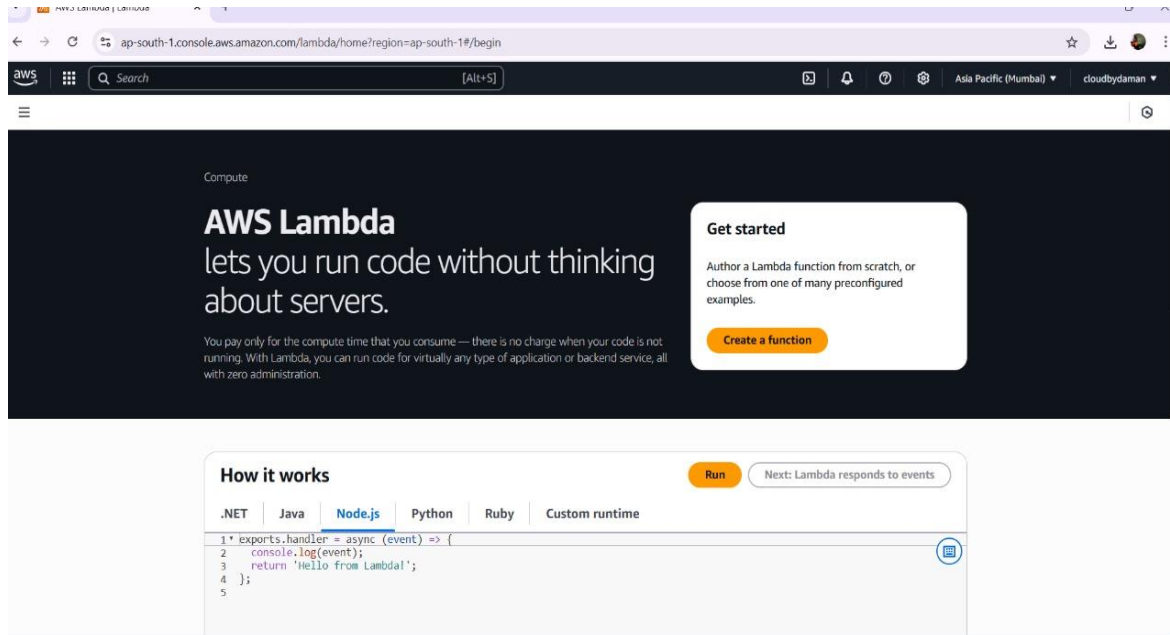 AWS Lambda | Lambda
ap-south-1.console.aws.amazon.com/lambda/home?region=ap-south-1#/begin
aws Search [Alt+S] Asia Pacific (Mumbai) cloudbydaman
Compute
AWS Lambda
lets you run code without thinking
about servers.
You pay only for the compute time that you consume — there is no charge when your code is not
running. With Lambda, you can run code for virtually any type of application or backend service, all
with zero administration.
Get started
Author a Lambda function from scratch, or
choose from one of many preconfigured
examples.
Create a function
How it works
Run Next: Lambda responds to events
.NET Java Node.js Python Ruby Custom runtime
1 exports.handler = async (event) => {
2 console.log(event);
3 return 'Hello from Lambda!';
4 };
5